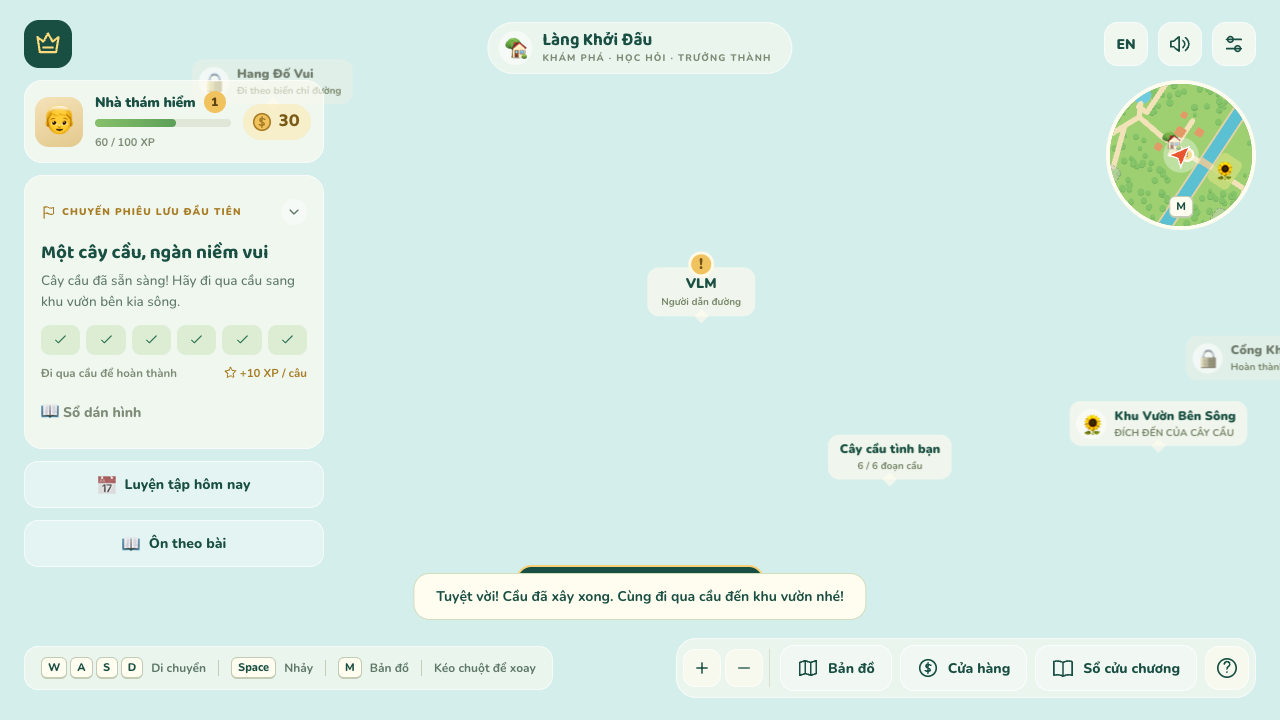 Làng Khởi Đầu
KHÁM PHÁ · HỌC HỎI · TRƯỞNG THÀNH
EN
Hang Đố Vui
Đi theo biển chỉ đường
Nhà thám hiểm 1
60 / 100 XP
30
M
CHUYẾN PHIÊU LƯU ĐẦU TIÊN
Một cây cầu, ngàn niềm vui
Cây cầu đã sẵn sàng! Hãy đi qua cầu sang
khu vườn bên kia sông.
Đi qua cầu để hoàn thành
+10 XP / câu
Sổ dán hình
Luyện tập hôm nay
Ôn theo bài
!
VLM
Người dẫn đường
Cổng Kh
Hoàn thàn
Khu Vườn Bên Sông
ĐÍCH ĐẾN CỦA CÂY CẦU
Cây cầu tình bạn
6 / 6 đoạn cầu
Tuyệt vời! Cầu đã xây xong. Cùng đi qua cầu đến khu vườn nhé!
W A S D Di chuyển Space Nhảy M Bản đồ Kéo chuột để xoay
+ − Bản đồ Cửa hàng Sổ cửu chương ?